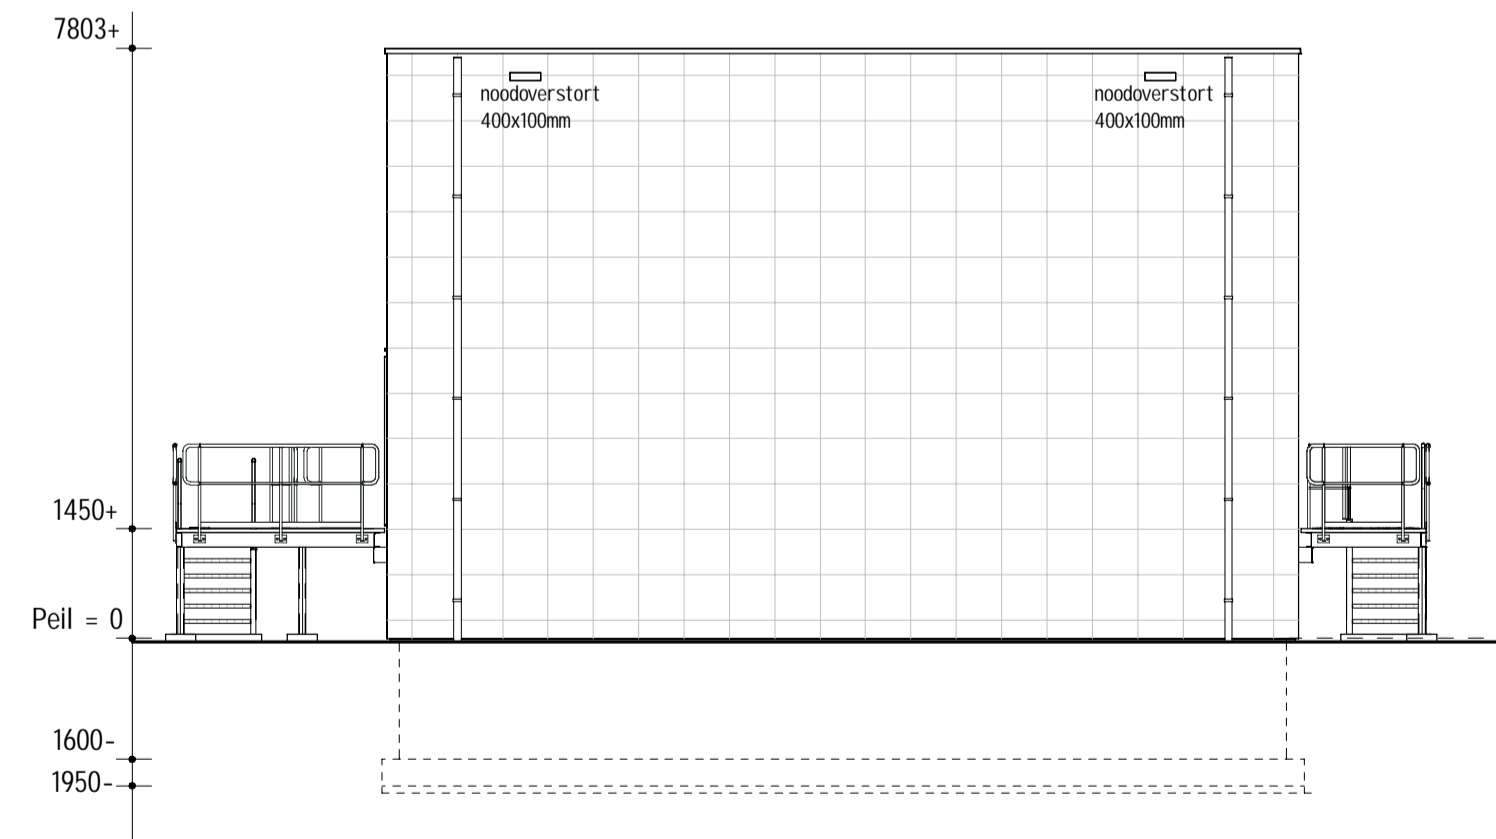 7803+
noodoverstort
400x100mm
noodoverstort
400x100mm
1450+
Peil = 0
1600-
1950-